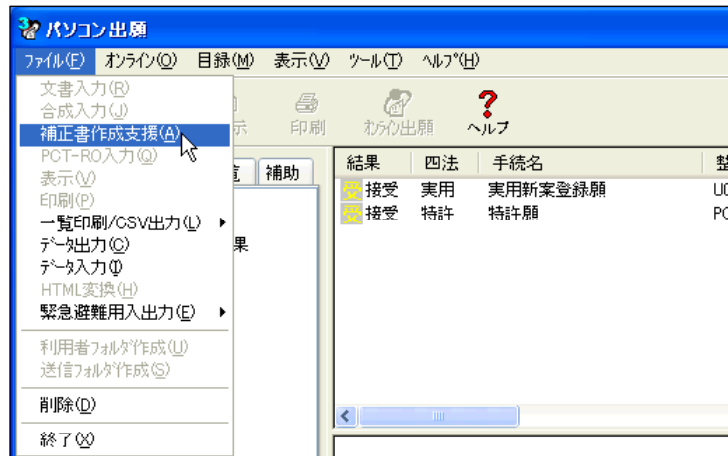 パソコン出願
ファイル(F) オンライン(O) 目録(M) 表示(V) ツール(T) ヘルプ(H)
文書入力(R)
合成入力(J)
補正書作成支援(A)
PCT-RO入力(Q)
表示(V)
印刷(P)
一覧印刷/CSV出力(L)
データ出力(C)
データ入力(I)
HTML変換(H)
緊急避難用入出力(E)
利用者フォルダ作成(U)
送信フォルダ作成(S)
削除(D)
終了(X)
示 印刷 オンライン出願 ヘルプ
補助
果
結果 四法 手続名 整
受 接受 実用 実用新案登録願 U0
受 接受 特許 特許願 PC